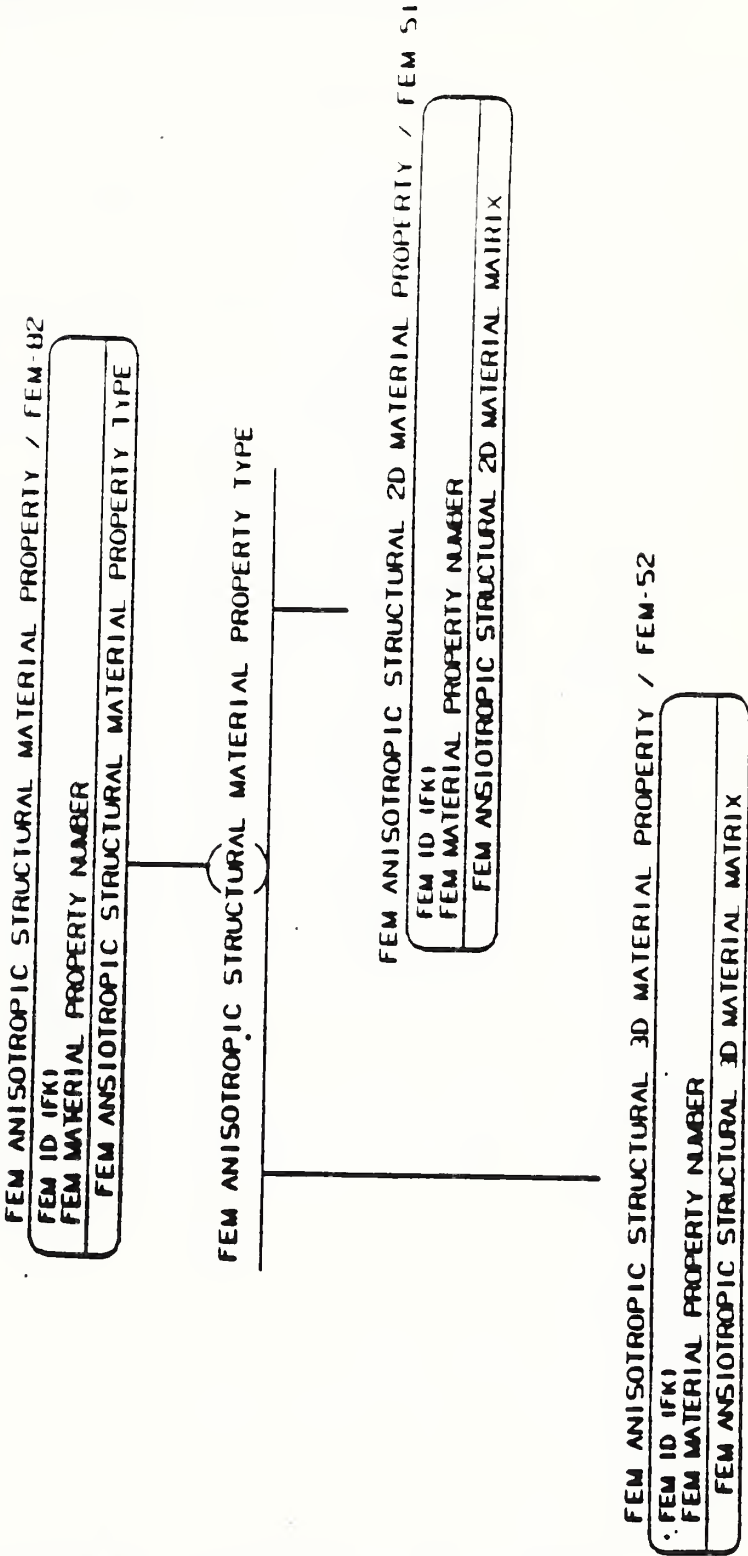 FEM ANISOTROPIC STRUCTURAL MATERIAL PROPERTY / FEM-82
FEM ID (FK)
FEM MATERIAL PROPERTY NUMBER
FEM ANSIOTROPIC STRUCTURAL MATERIAL PROPERTY TYPE
FEM ANISOTROPIC STRUCTURAL MATERIAL PROPERTY TYPE
FEM ANISOTROPIC STRUCTURAL 2D MATERIAL PROPERTY / FEM 51
FEM ID (FK)
FEM MATERIAL PROPERTY NUMBER
FEM ANSIOTROPIC STRUCTURAL 2D MATERIAL MATRIX
FEM ANISOTROPIC STRUCTURAL 3D MATERIAL PROPERTY / FEM-52
FEM ID (FK)
FEM MATERIAL PROPERTY NUMBER
FEM ANSIOTROPIC STRUCTURAL 3D MATERIAL MATRIX